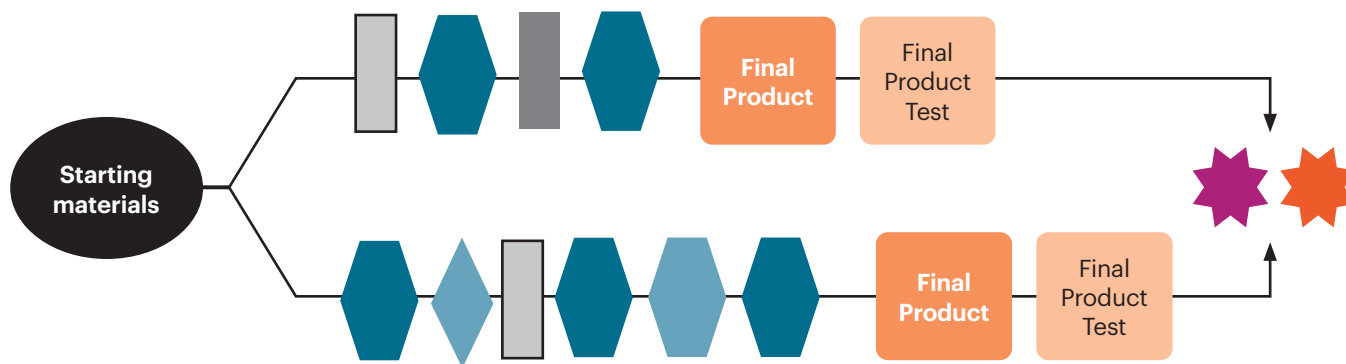 Starting
materials
Final
Product
Final
Product
Test
Final
Product
Final
Product
Test